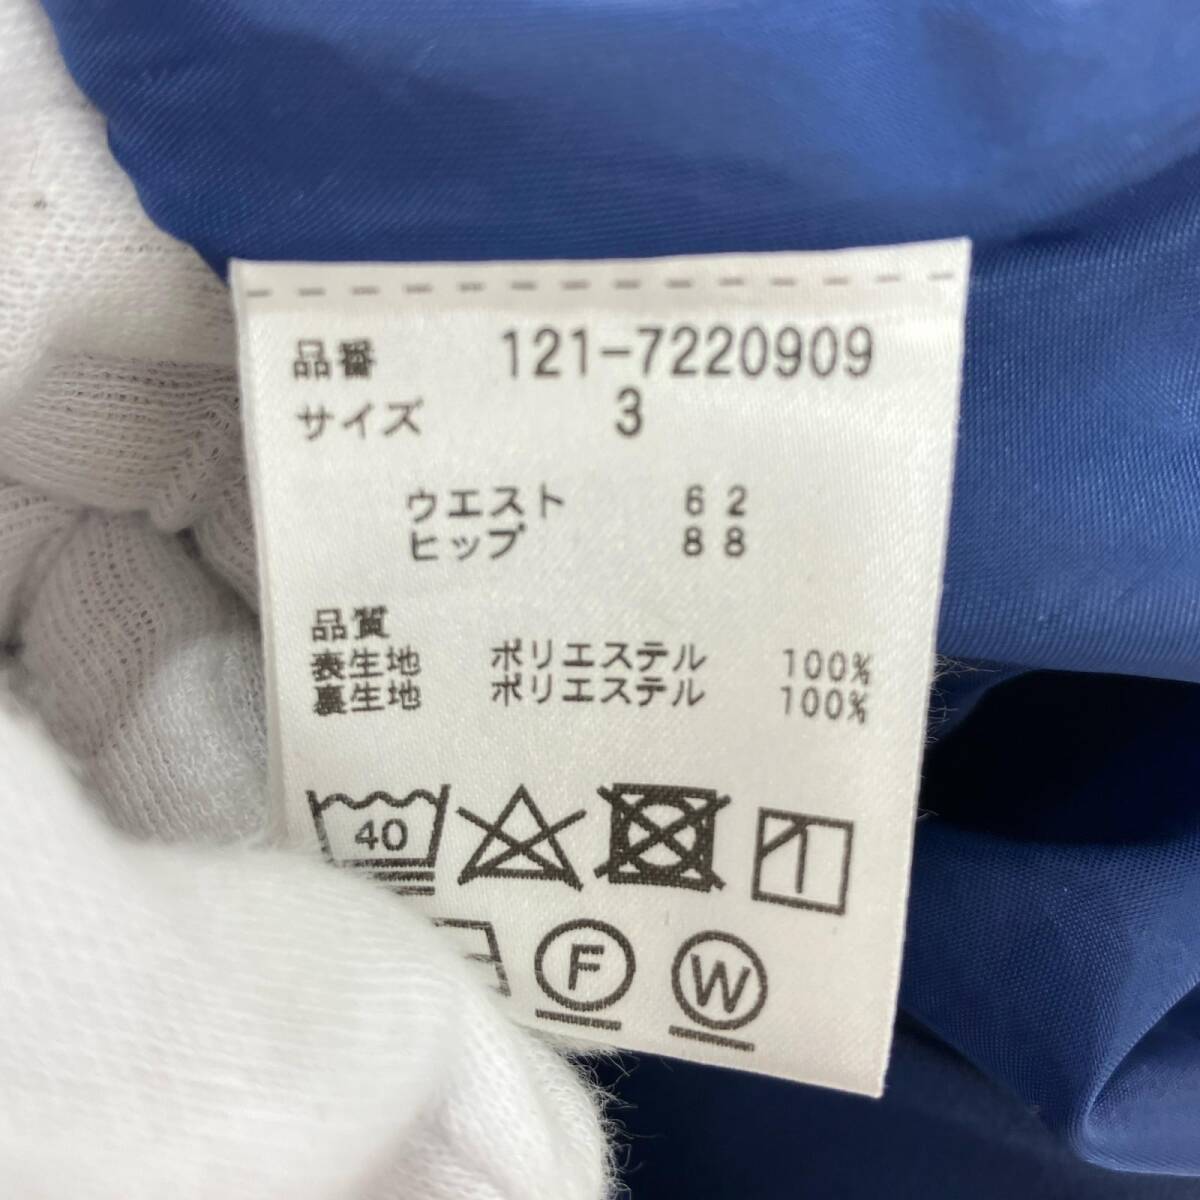 品番 121-7220909
サイズ 3
ウエスト 62
ヒップ 88
品質
表生地 ポリエステル 100%
裏生地 ポリエステル 100%
40
F W